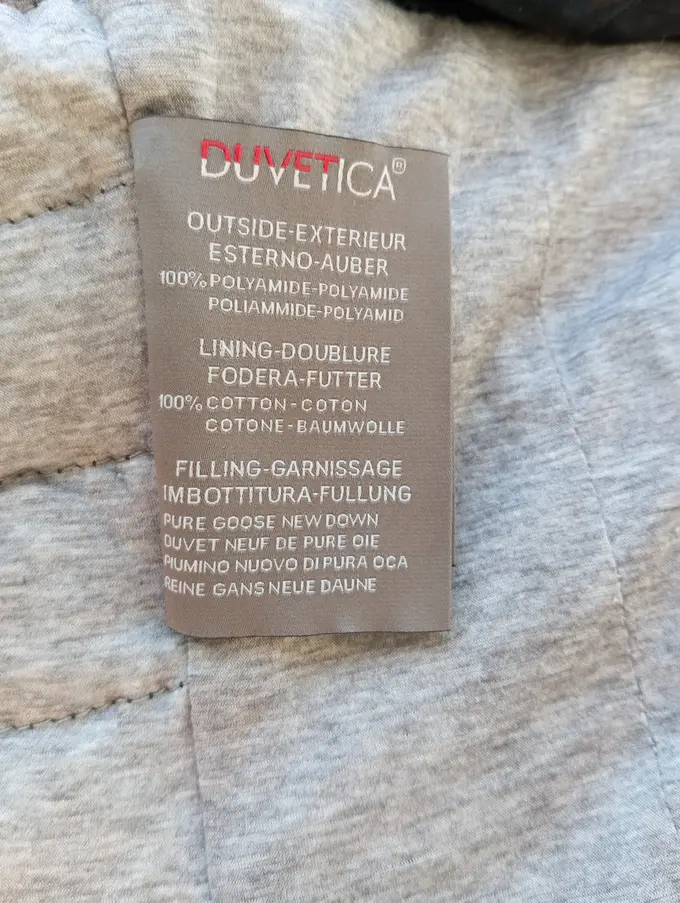 DUVETICA®
OUTSIDE-EXTERIEUR
ESTERNO-AUBER
100% POLYAMIDE-POLYAMIDE
POLIAMMIDE-POLYAMID
LINING-DOUBLURE
FODERA-FUTTER
100% COTTON-COTON
COTONE-BAUMWOLLE
FILLING-GARNISSAGE
IMBOTTITURA-FULLUNG
PURE GOOSE NEW DOWN
DUVET NEUF DE PURE OIE
PIUMINO NUOVO DI PURA OCA
REINE GANS NEUE DAUNE